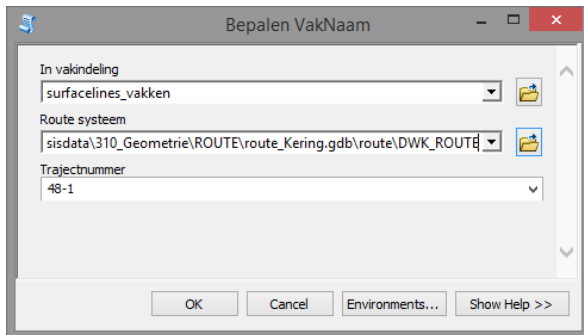 Bepalen VakNaam
In vakindeling
surfacelines_vakken
Route systeem
sisdata\310_Geometrie\ROUTE\route_Kering.gdb\route\DWK_ROUTE
Trajectnummer
48-1
OK Cancel Environments... Show Help >>